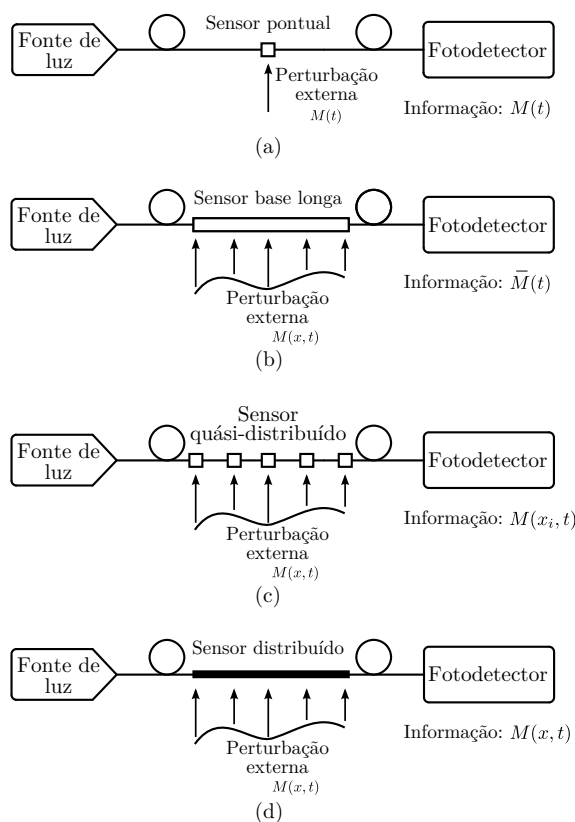 Sensor pontual
Fonte de
luz
Fotodetector
Perturbação
externa
M(t)
Informação: M(t)
(a)
Sensor base longa
Fonte de
luz
Fotodetector
Perturbação
externa
M(x, t)
Informação: M̄(t)
(b)
Sensor
quási-distribuído
Fonte de
luz
Fotodetector
Perturbação
externa
M(x, t)
Informação: M(xᵢ, t)
(c)
Sensor distribuído
Fonte de
luz
Fotodetector
Perturbação
externa
M(x, t)
Informação: M(x, t)
(d)